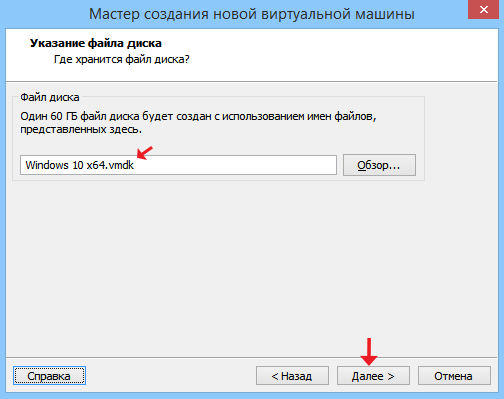 Мастер создания новой виртуальной машины
Указание файла диска
Где хранится файл диска?
Файл диска
Один 60 ГБ файл диска будет создан с использованием имен файлов,
представленных здесь.
Windows 10 x64.vmdk
Обзор...
Справка
< Назад
Далее >
Отмена